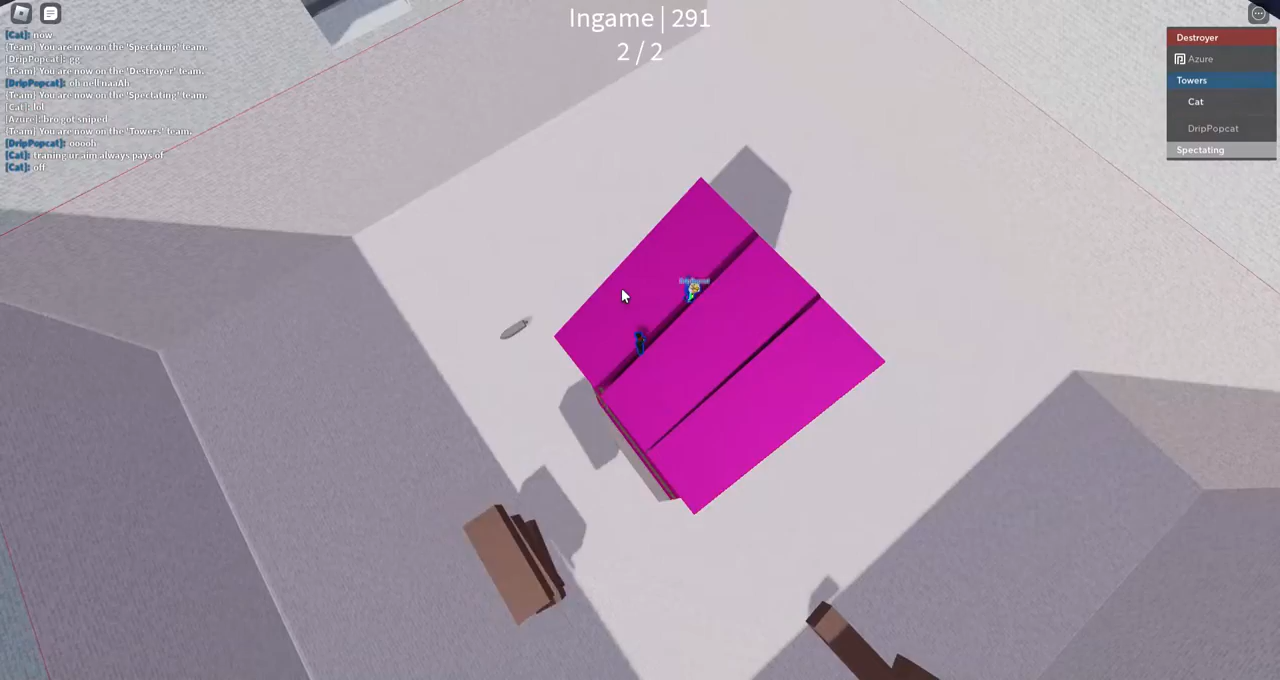 Ingame | 291
2 / 2
[Cat]: now
[Team] You are now on the 'Spectating' team.
[DripPopcat]: gg
[Team] You are now on the 'Destroyer' team.
[DripPopcat]: oh hell naaAh
[Team] You are now on the 'Spectating' team.
[Cat]: lol
[Azure]: bro got sniped
[Team] You are now on the 'Towers' team.
[DripPopcat]: ooooh
[Cat]: traning ur aim always pays of
[Cat]: off
Destroyer
Azure
Towers
Cat
DripPopcat
Spectating
DripPopcat